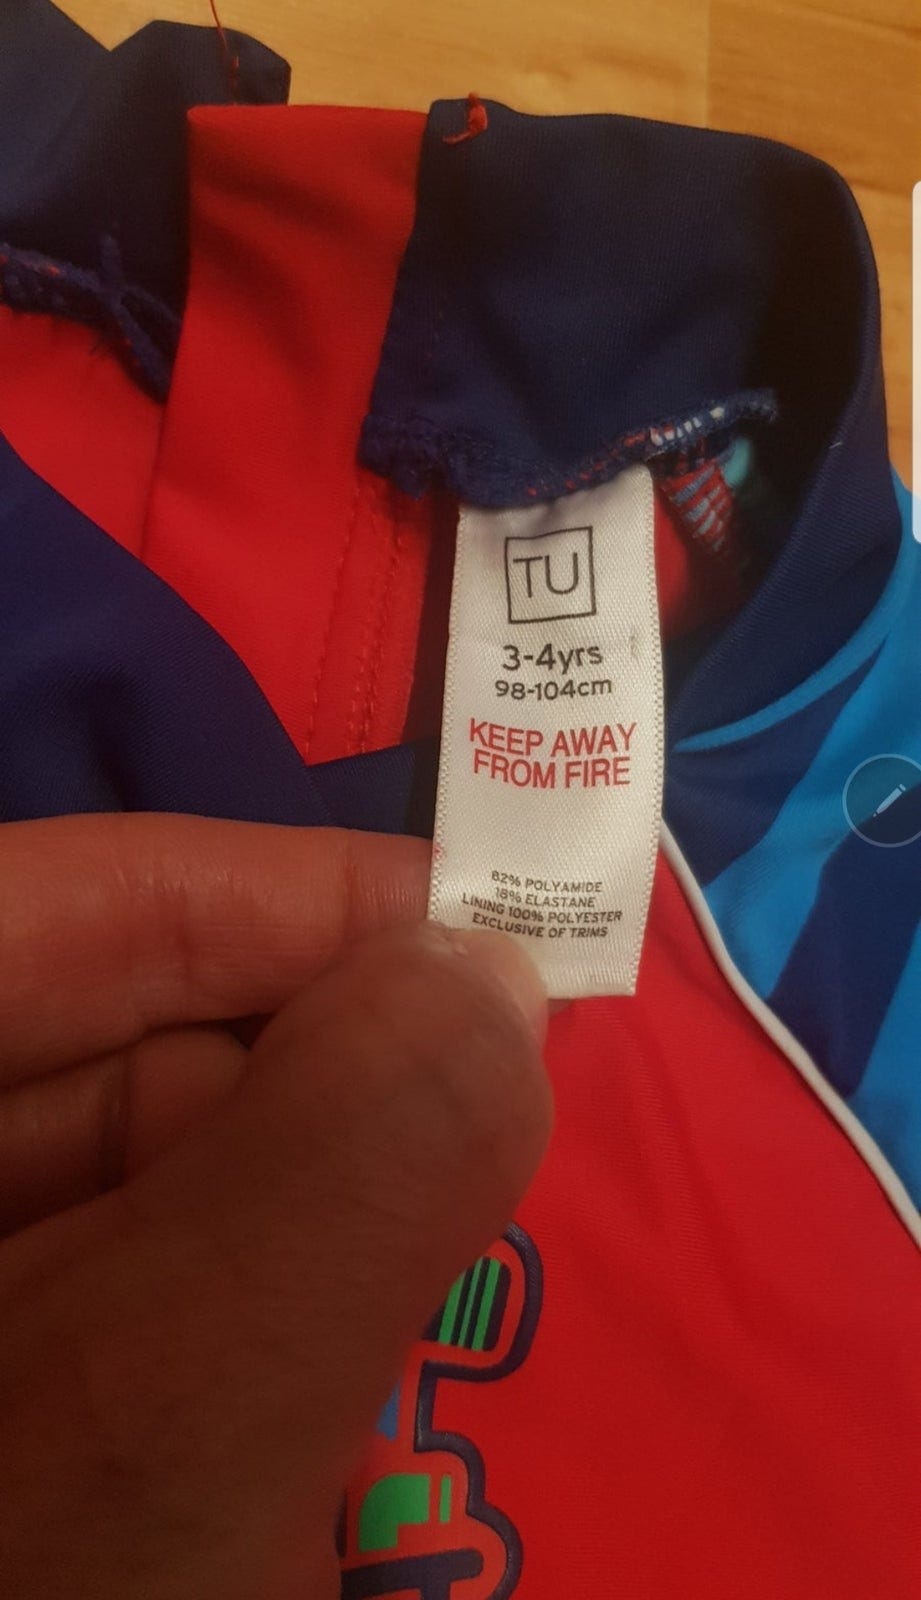 TU
3-4yrs
98-104cm
KEEP AWAY
FROM FIRE
82% POLYAMIDE
18% ELASTANE
LINING 100% POLYESTER
EXCLUSIVE OF TRIMS